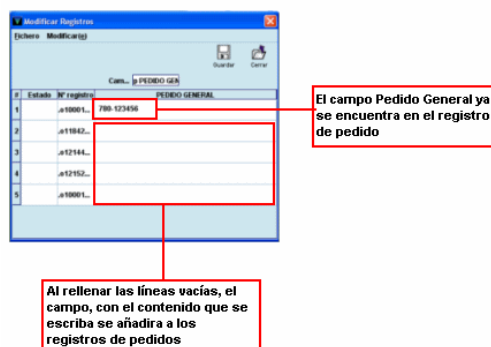 Modificar Registros
Fichero Modificar(e)
Guardar Cerrar
Cam... p PEDIDO GEN
# Estado Nº registro PEDIDO GENERAL
1 .o10001... 780-123456
2 .o11842...
3 .o12144...
4 .o12152...
5 .o10001...
El campo Pedido General ya
se encuentra en el registro
de pedido
Al rellenar las líneas vacías, el
campo, con el contenido que se
escriba se añadira a los
registros de pedidos